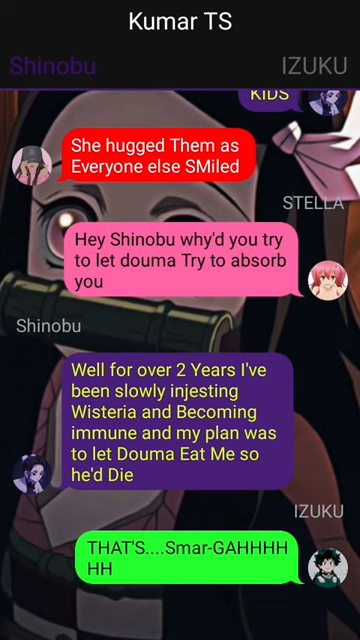 Kumar TS
Shinobu
IZUKU
KIDS
She hugged Them as
Everyone else SMiled
STELLA
Hey Shinobu why'd you try
to let douma Try to absorb
you
Shinobu
Well for over 2 Years I've
been slowly injesting
Wisteria and Becoming
immune and my plan was
to let Douma Eat Me so
he'd Die
IZUKU
THAT'S....Smar-GAHHHH
HH